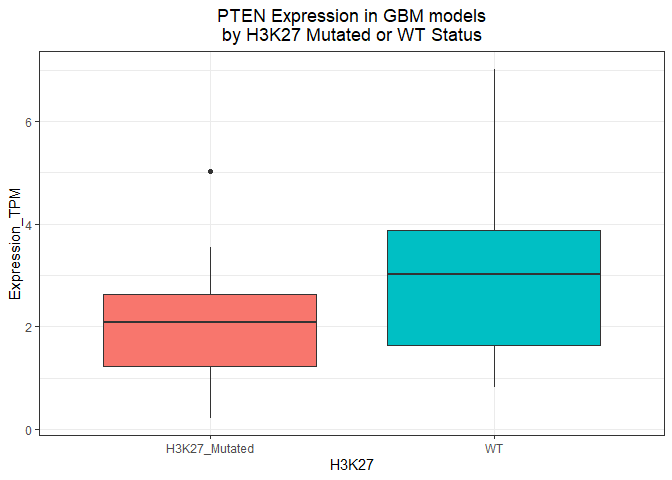 PTEN Expression in GBM models
by H3K27 Mutated or WT Status
Expression_TPM
6
4
2
0
H3K27_Mutated
WT
H3K27